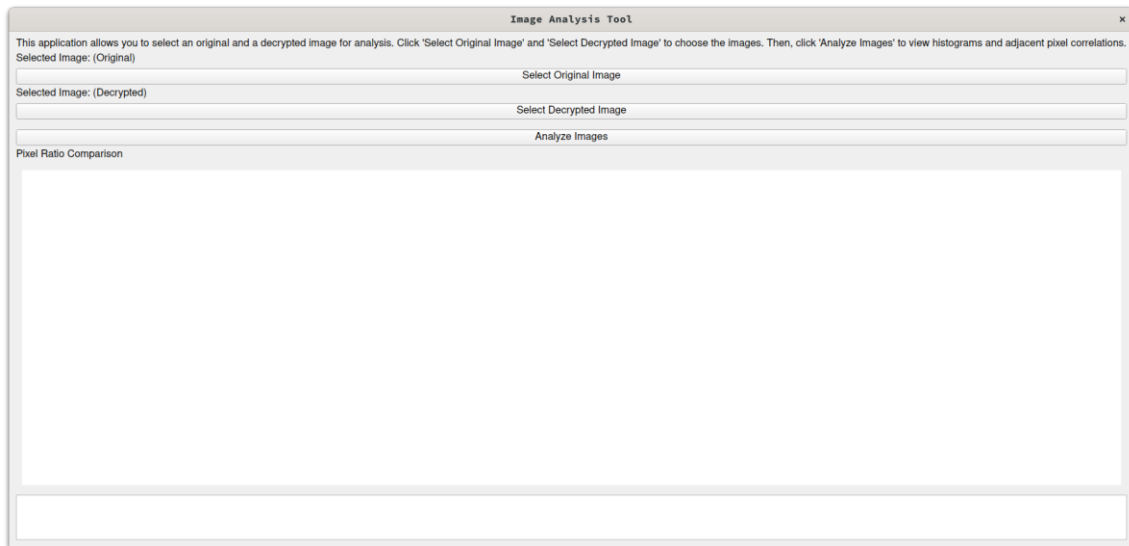 Image Analysis Tool ×
This application allows you to select an original and a decrypted image for analysis. Click 'Select Original Image' and 'Select Decrypted Image' to choose the images. Then, click 'Analyze Images' to view histograms and adjacent pixel correlations.
Selected Image: (Original)
Select Original Image
Selected Image: (Decrypted)
Select Decrypted Image
Analyze Images
Pixel Ratio Comparison